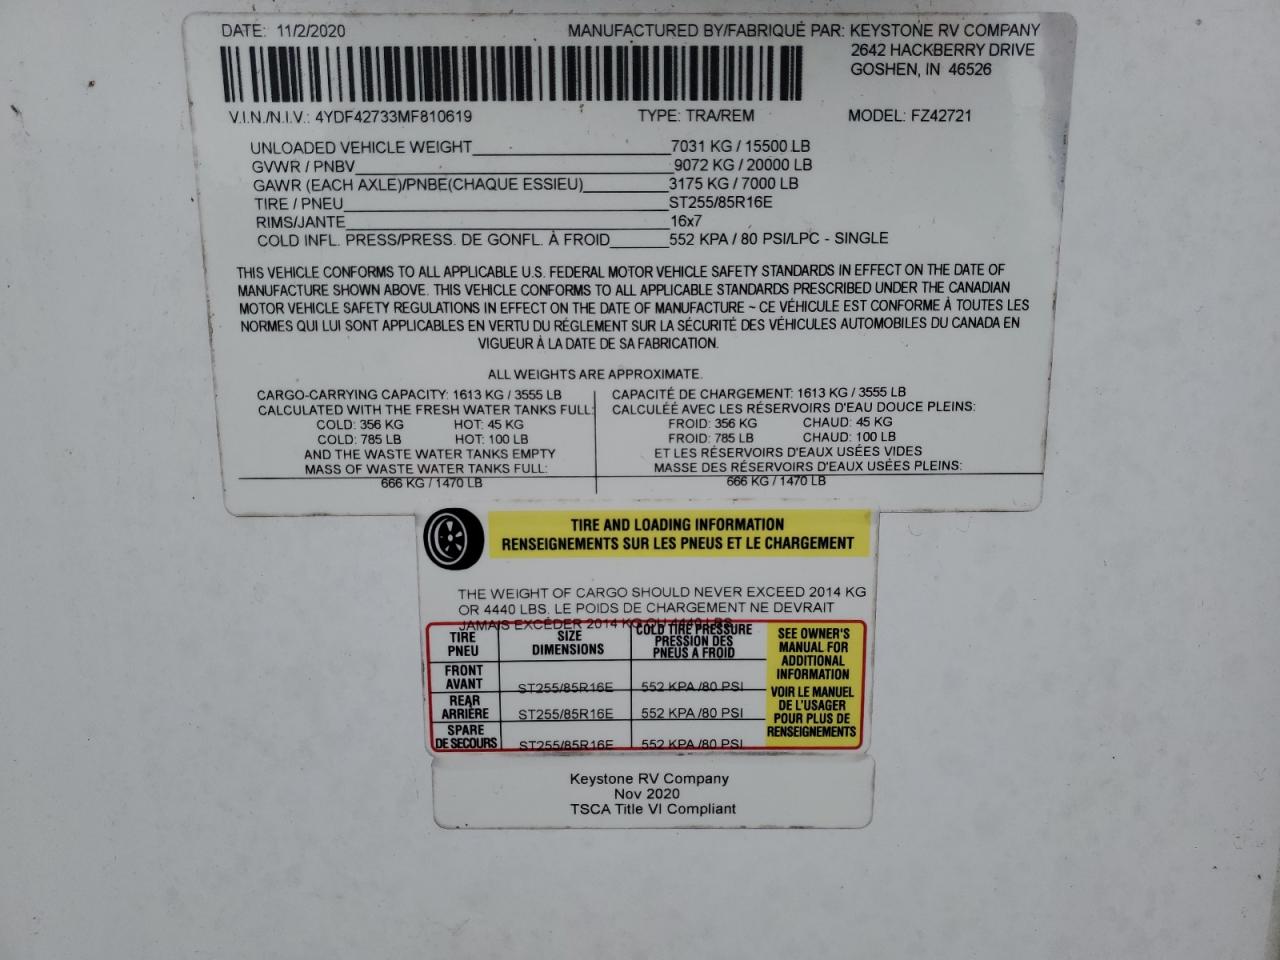 DATE: 11/2/2020 MANUFACTURED BY/FABRIQUÉ PAR: KEYSTONE RV COMPANY
2642 HACKBERRY DRIVE
GOSHEN, IN 46526
V.I.N./N.I.V.: 4YDF42733MF810619 TYPE: TRA/REM MODEL: FZ42721
UNLOADED VEHICLE WEIGHT 7031 KG / 15500 LB
GVWR / PNBV 9072 KG / 20000 LB
GAWR (EACH AXLE)/PNBE(CHAQUE ESSIEU) 3175 KG / 7000 LB
TIRE / PNEU ST255/85R16E
RIMS/JANTE 16x7
COLD INFL. PRESS/PRESS. DE GONFL. À FROID 552 KPA / 80 PSI/LPC - SINGLE
THIS VEHICLE CONFORMS TO ALL APPLICABLE U.S. FEDERAL MOTOR VEHICLE SAFETY STANDARDS IN EFFECT ON THE DATE OF
MANUFACTURE SHOWN ABOVE. THIS VEHICLE CONFORMS TO ALL APPLICABLE STANDARDS PRESCRIBED UNDER THE CANADIAN
MOTOR VEHICLE SAFETY REGULATIONS IN EFFECT ON THE DATE OF MANUFACTURE ~ CE VÉHICULE EST CONFORME À TOUTES LES
NORMES QUI LUI SONT APPLICABLES EN VERTU DU RÉGLEMENT SUR LA SÉCURITÉ DES VÉHICULES AUTOMOBILES DU CANADA EN
VIGUEUR À LA DATE DE SA FABRICATION.
ALL WEIGHTS ARE APPROXIMATE.
CARGO-CARRYING CAPACITY: 1613 KG / 3555 LB
CALCULATED WITH THE FRESH WATER TANKS FULL:
COLD: 356 KG HOT: 45 KG
COLD: 785 LB HOT: 100 LB
AND THE WASTE WATER TANKS EMPTY
MASS OF WASTE WATER TANKS FULL:
666 KG / 1470 LB
CAPACITÉ DE CHARGEMENT: 1613 KG / 3555 LB
CALCULÉE AVEC LES RÉSERVOIRS D'EAU DOUCE PLEINS:
FROID: 356 KG CHAUD: 45 KG
FROID: 785 LB CHAUD: 100 LB
ET LES RÉSERVOIRS D'EAUX USÉES VIDES
MASSE DES RÉSERVOIRS D'EAUX USÉES PLEINS:
666 KG / 1470 LB
TIRE AND LOADING INFORMATION
RENSEIGNEMENTS SUR LES PNEUS ET LE CHARGEMENT
THE WEIGHT OF CARGO SHOULD NEVER EXCEED 2014 KG
OR 4440 LBS. LE POIDS DE CHARGEMENT NE DEVRAIT
JAMAIS EXCÉDER 2014 KG OU 4440 LBS
TIRE
PNEU
SIZE
DIMENSIONS
COLD TIRE PRESSURE
PRESSION DES
PNEUS A FROID
FRONT
AVANT ST255/85R16E 552 KPA /80 PSI
REAR
ARRIÈRE ST255/85R16E 552 KPA /80 PSI
SPARE
DE SECOURS ST255/85R16E 552 KPA /80 PSI
SEE OWNER'S
MANUAL FOR
ADDITIONAL
INFORMATION
VOIR LE MANUEL
DE L'USAGER
POUR PLUS DE
RENSEIGNEMENTS
Keystone RV Company
Nov 2020
TSCA Title VI Compliant